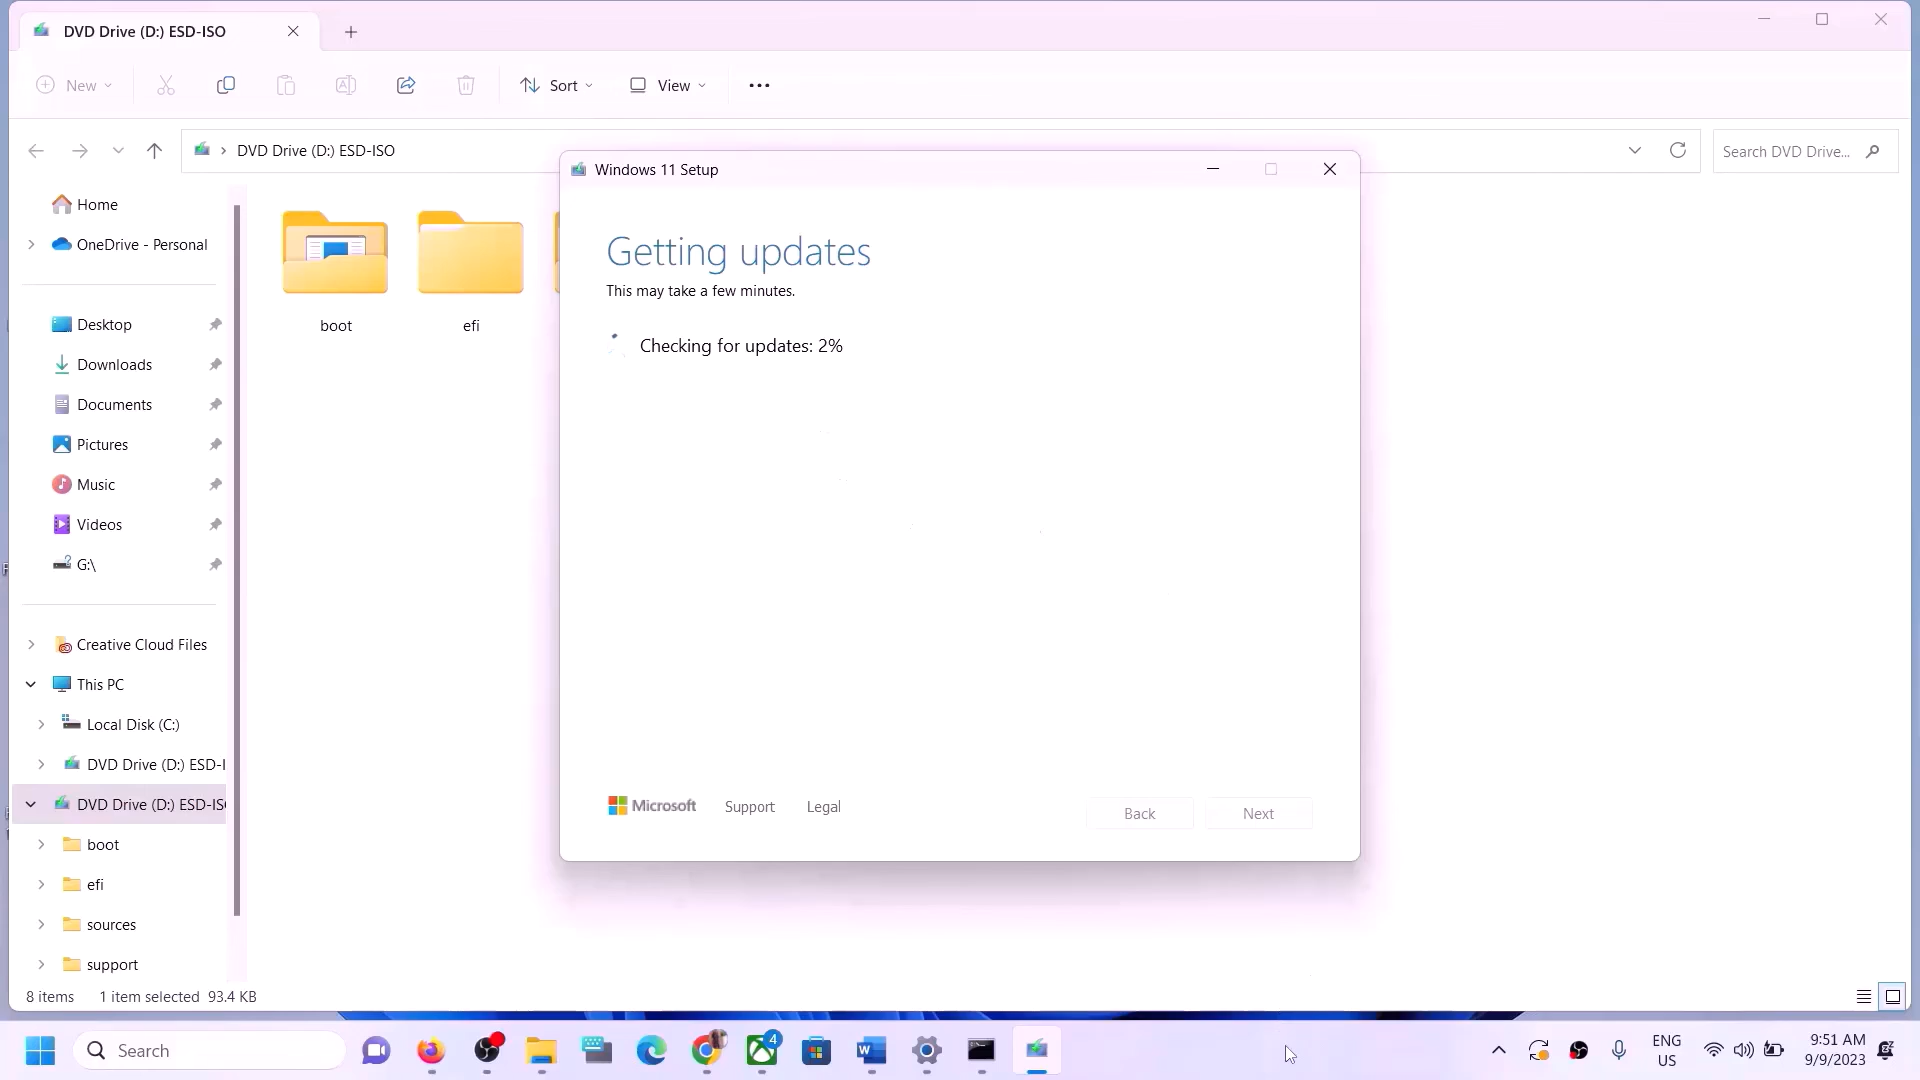 DVD Drive (D:) ESD-ISO
New
Sort
View
DVD Drive (D:) ESD-ISO
Search DVD Drive...
Windows 11 Setup
Home
OneDrive - Personal
Desktop
Downloads
Documents
Pictures
Music
Videos
G:\
Creative Cloud Files
This PC
Local Disk (C:)
DVD Drive (D:) ESD-I
DVD Drive (D:) ESD-IS
boot
efi
sources
support
boot
efi
Getting updates
This may take a few minutes.
Checking for updates: 2%
Microsoft
Support
Legal
Back
Next
8 items
1 item selected 93.4 KB
Search
4
ENG
US
9:51 AM
9/9/2023